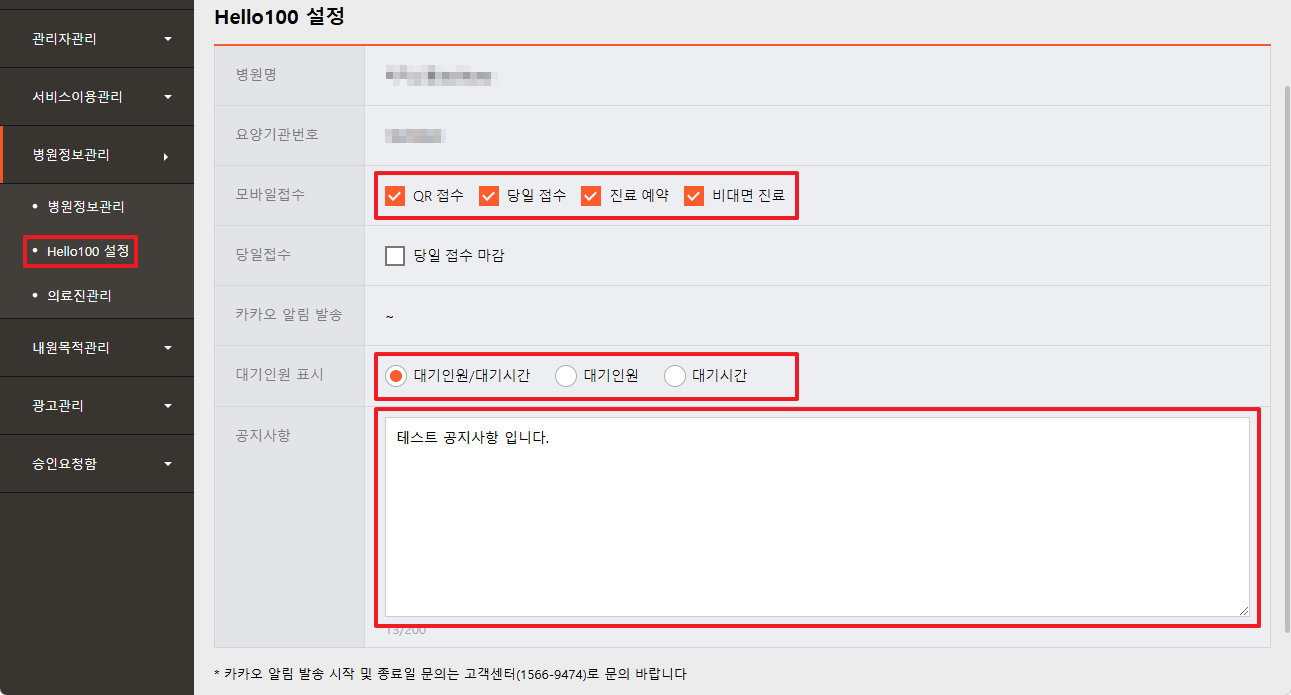 Hello100 설정
관리자관리
서비스이용관리
병원정보관리
• 병원정보관리
• Hello100 설정
• 의료진관리
내원목적관리
광고관리
승인요청함
병원명
요양기관번호
모바일접수 QR 접수 당일 접수 진료 예약 비대면 진료
당일접수 당일 접수 마감
카카오 알림 발송 ~
대기인원 표시 대기인원/대기시간 대기인원 대기시간
공지사항 테스트 공지사항 입니다.
13/200
* 카카오 알림 발송 시작 및 종료일 문의는 고객센터(1566-9474)로 문의 바랍니다